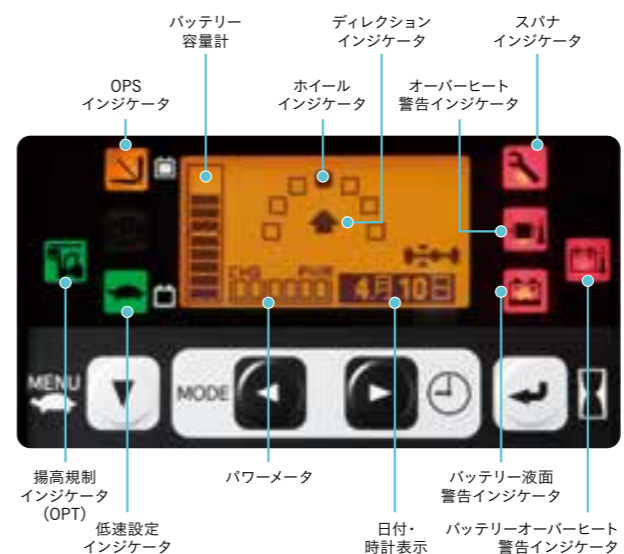 バッテリー
容量計
ディレクション
インジケータ
スパナ
インジケータ
OPS
インジケータ
ホイール
インジケータ
オーバーヒート
警告インジケータ
CHG PWR
4月10日
MENU
MODE
揚高規制
インジケータ
(OPT)
低速設定
インジケータ
パワーメータ
日付・
時計表示
バッテリー液面
警告インジケータ
バッテリーオーバーヒート
警告インジケータ